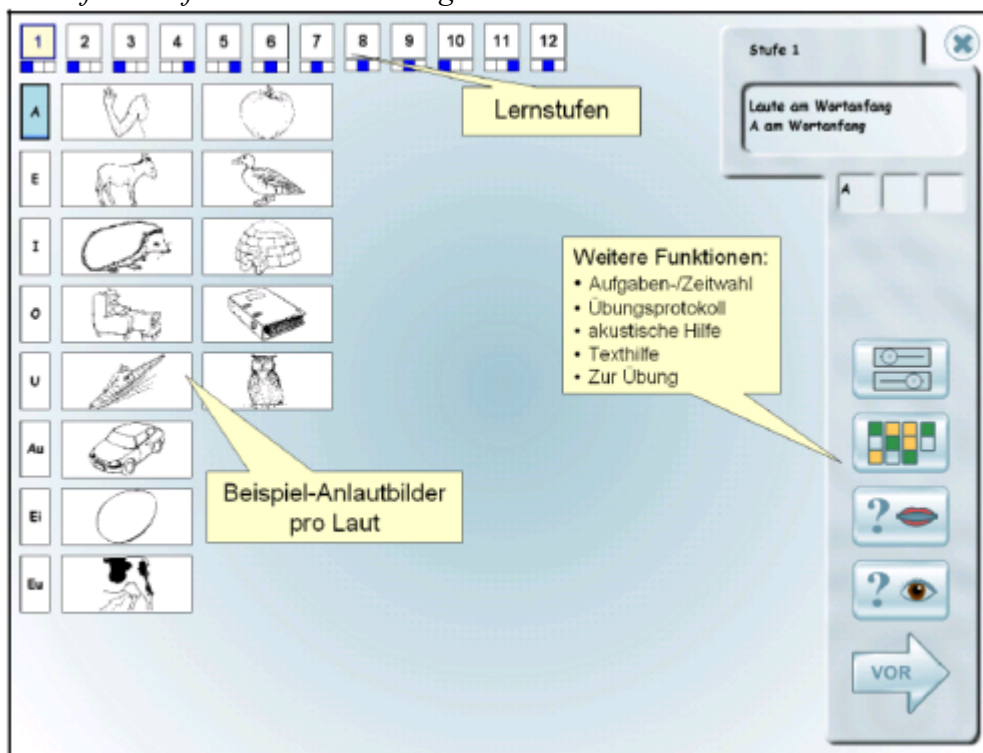 1 2 3 4 5 6 7 8 9 10 11 12
Stufe 1
Lernstufen
Laute am Wortanfang
A am Wortanfang
A
A
E
I
O
U
Au
Ei
Eu
Weitere Funktionen:
• Aufgaben-/Zeitwahl
• Übungsprotokoll
• akustische Hilfe
• Texthilfe
• Zur Übung
Beispiel-Anlautbilder
pro Laut
?
?
VOR